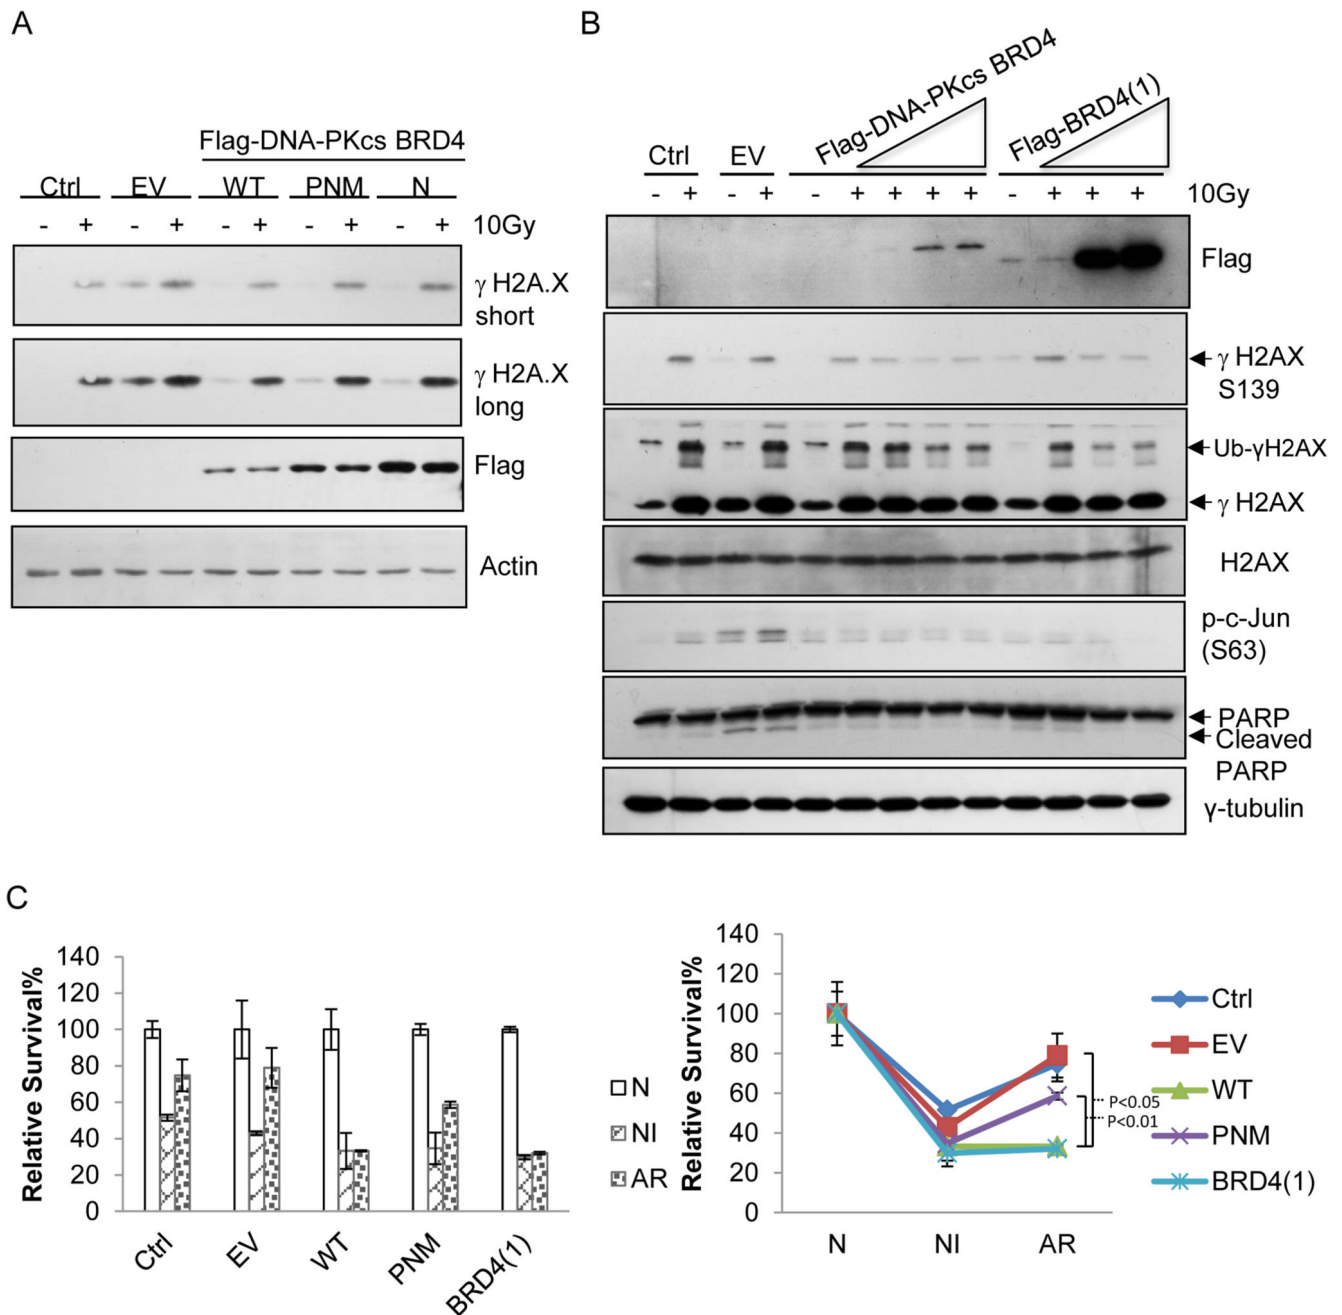 A
Flag-DNA-PKcs BRD4
Ctrl EV WT PNM N
- + - + - + - + - + 10Gy
γ H2A.X
short
γ H2A.X
long
Flag
Actin
B
Flag-DNA-PKcs BRD4
Flag-BRD4(1)
Ctrl EV
- + - + - + + + + - + + + 10Gy
Flag
γ H2AX
S139
Ub-γH2AX
γ H2AX
H2AX
p-c-Jun
(S63)
PARP
Cleaved
PARP
γ-tubulin
C
Relative Survival%
140
120
100
80
60
40
20
0
Ctrl EV WT PNM BRD4(1)
N
NI
AR
Relative Survival%
140
120
100
80
60
40
20
0
N NI AR
P<0.05
P<0.01
Ctrl
EV
WT
PNM
BRD4(1)